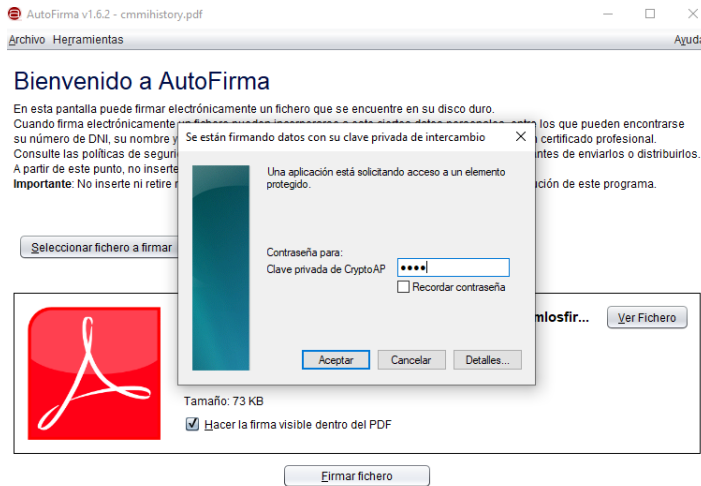 AutoFirma v1.6.2 - cmmihistory.pdf
Archivo Herramientas Ayuda
Bienvenido a AutoFirma
En esta pantalla puede firmar electrónicamente un fichero que se encuentre en su disco duro.
Cuando firma electrónicamente los que pueden encontrarse
su número de DNI, su nombre y certificado profesional.
Consulte las políticas de antes de enviarlos o distribuirlos.
A partir de este punto, no inserte
Importante: No inserte ni retire de este programa.
Se están firmando datos con su clave privada de intercambio
Una aplicación está solicitando acceso a un elemento
protegido.
Contraseña para:
Clave privada de CryptoAPI
Recordar contraseña
Aceptar Cancelar Detalles...
Seleccionar fichero a firmar
Ver Fichero
Tamaño: 73 KB
Hacer la firma visible dentro del PDF
Firmar fichero